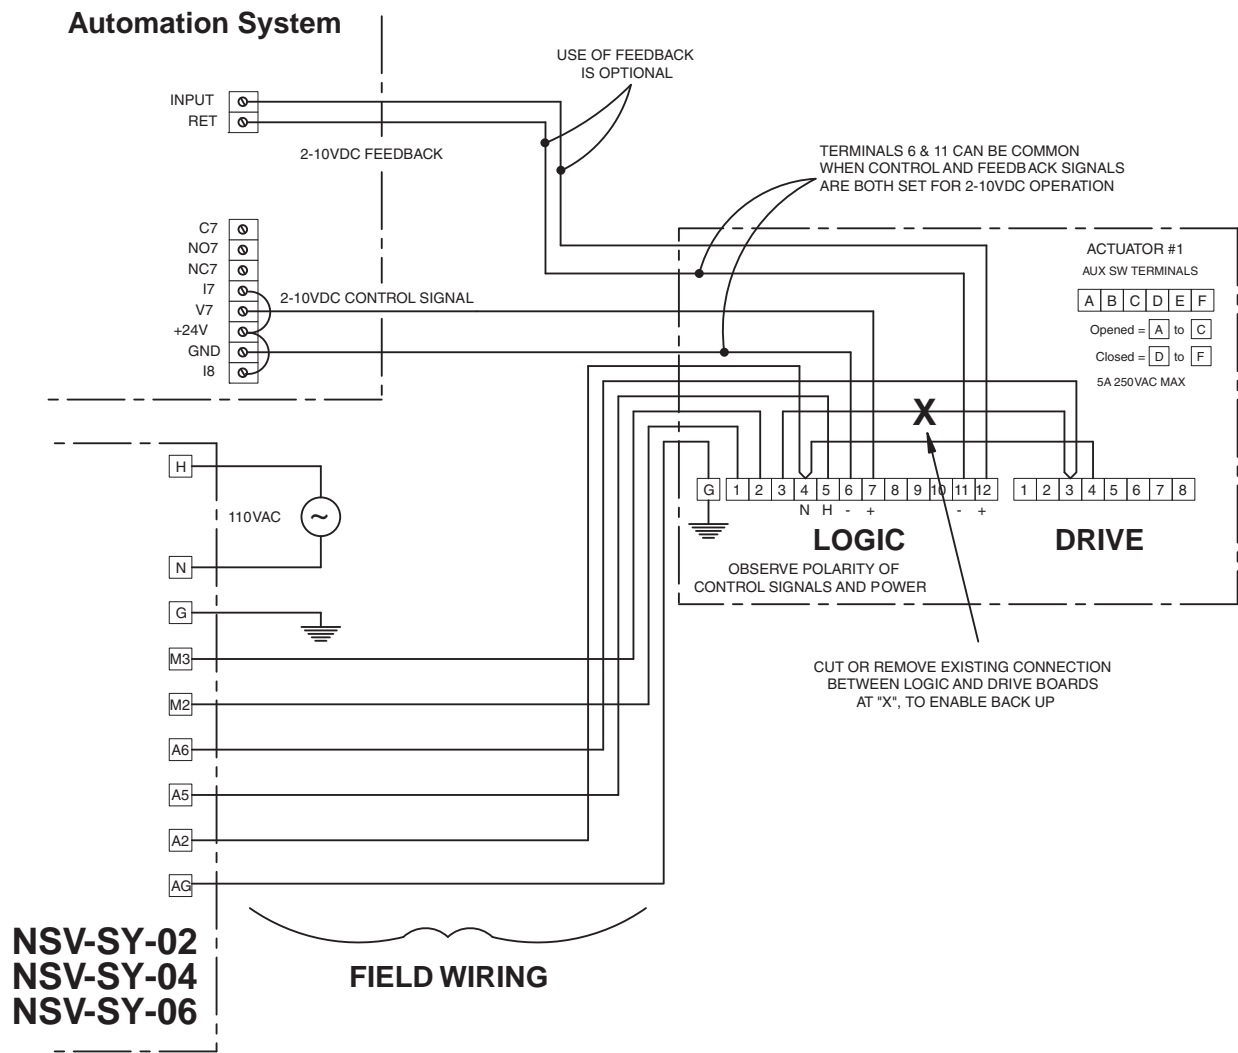 Automation System
USE OF FEEDBACK
IS OPTIONAL
INPUT
RET
2-10VDC FEEDBACK
TERMINALS 6 & 11 CAN BE COMMON
WHEN CONTROL AND FEEDBACK SIGNALS
ARE BOTH SET FOR 2-10VDC OPERATION
C7
NO7
NC7
I7
V7
+24V
GND
I8
2-10VDC CONTROL SIGNAL
ACTUATOR #1
AUX SW TERMINALS
A B C D E F
Opened = A to C
Closed = D to F
5A 250VAC MAX
X
G 1 2 3 4 5 6 7 8 9 10 11 12
N H - + - +
1 2 3 4 5 6 7 8
LOGIC
DRIVE
OBSERVE POLARITY OF
CONTROL SIGNALS AND POWER
CUT OR REMOVE EXISTING CONNECTION
BETWEEN LOGIC AND DRIVE BOARDS
AT "X", TO ENABLE BACK UP
H
110VAC
~
N
G
M3
M2
A6
A5
A2
AG
NSV-SY-02
NSV-SY-04
NSV-SY-06
FIELD WIRING